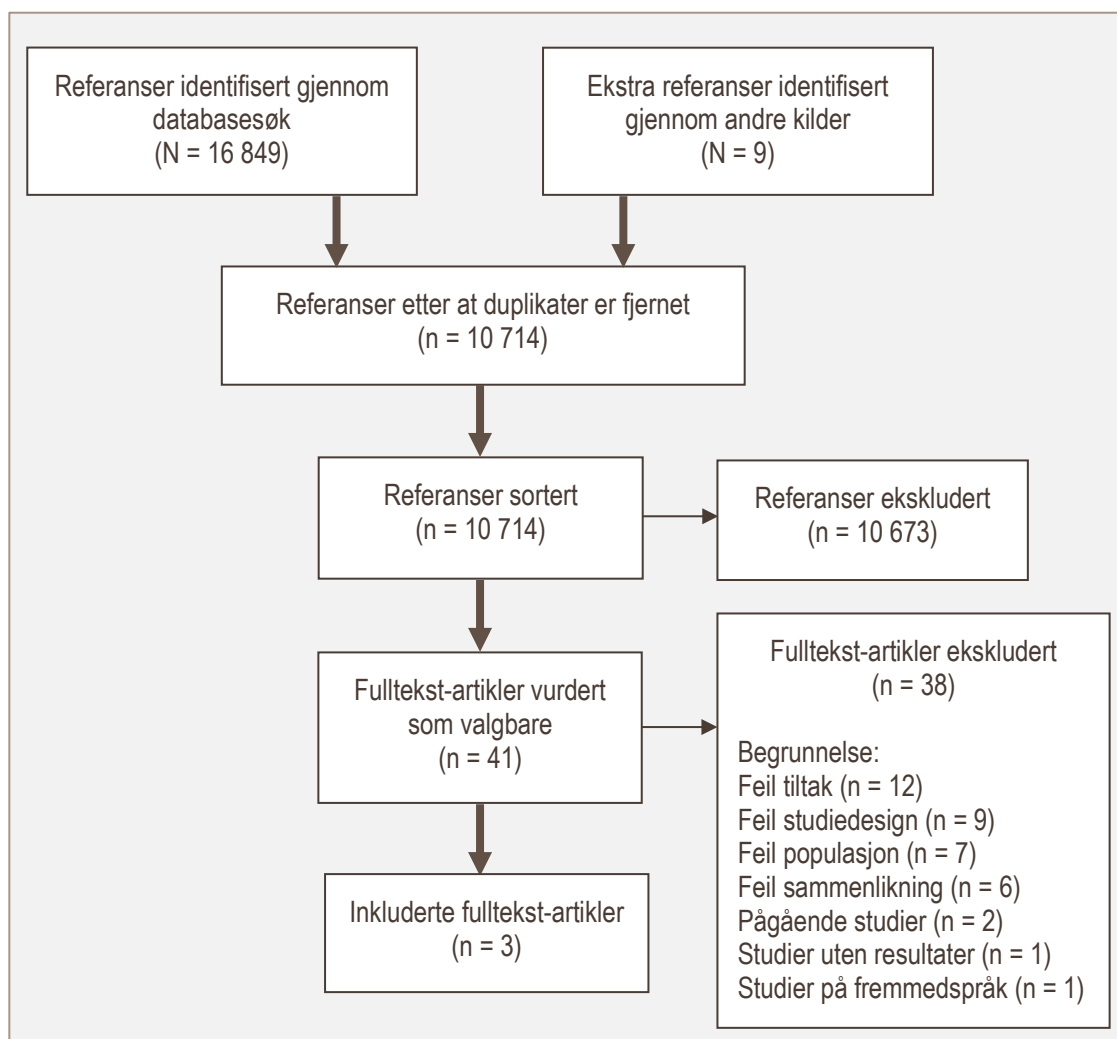 Referanser identifisert gjennom
databasesøk
(N = 16 849)
Ekstra referanser identifisert
gjennom andre kilder
(N = 9)
Referanser etter at duplikater er fjernet
(n = 10 714)
Referanser sortert
(n = 10 714)
Referanser ekskludert
(n = 10 673)
Fulltekst-artikler vurdert
som valgbare
(n = 41)
Fulltekst-artikler ekskludert
(n = 38)
Begrunnelse:
Feil tiltak (n = 12)
Feil studiedesign (n = 9)
Feil populasjon (n = 7)
Feil sammenlikning (n = 6)
Pågående studier (n = 2)
Studier uten resultater (n = 1)
Studier på fremmedspråk (n = 1)
Inkluderte fulltekst-artikler
(n = 3)